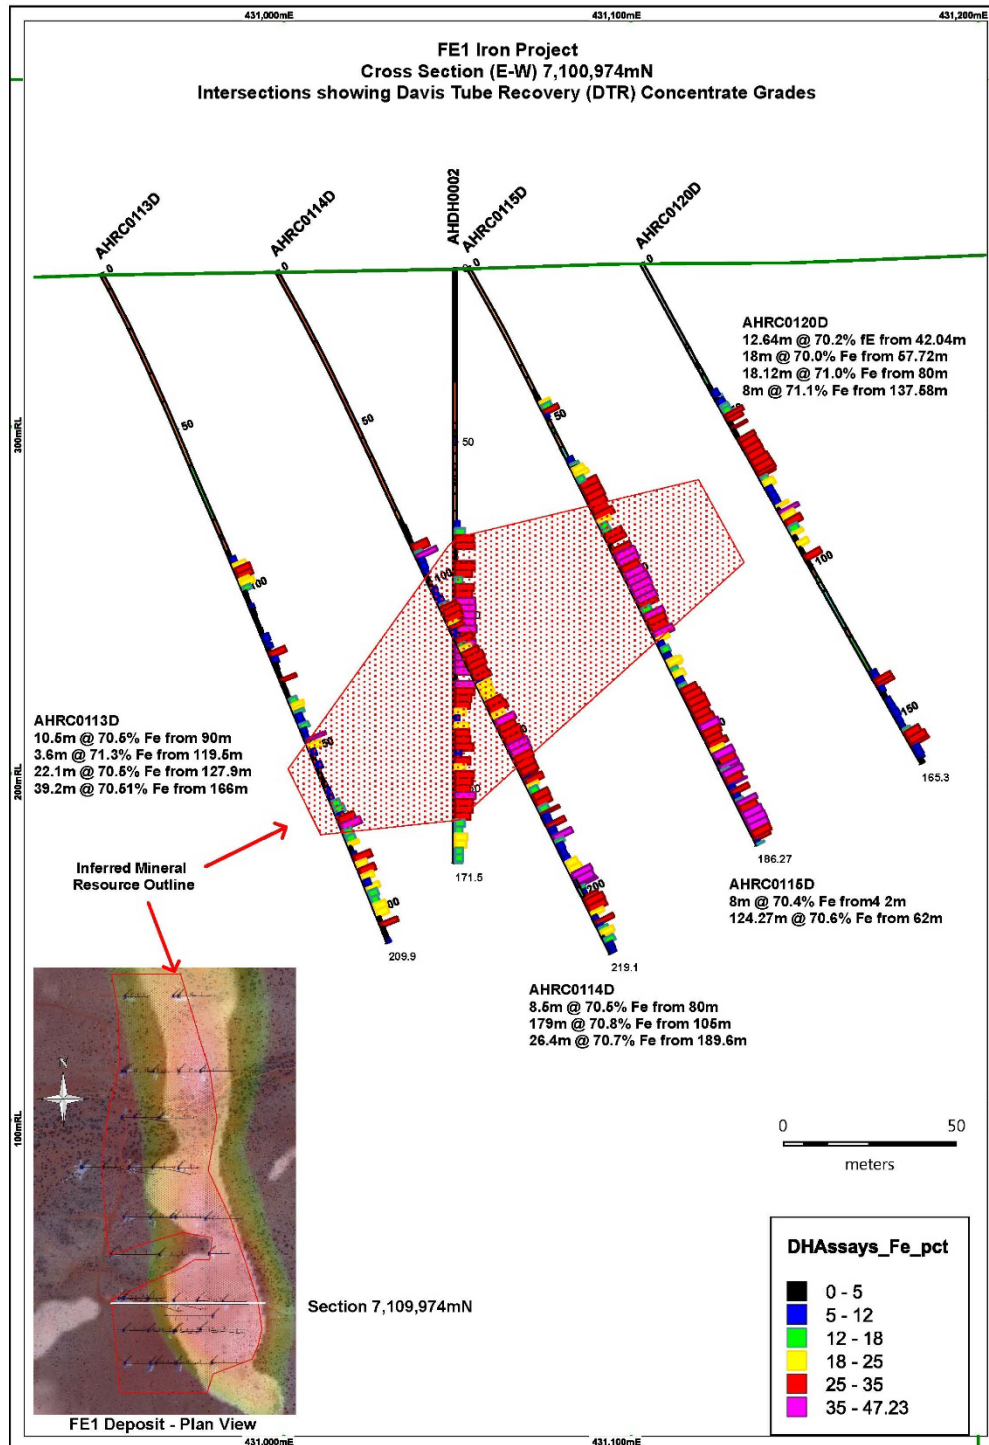 431,000mE
431,100mE
431,200mE
FE1 Iron Project
Cross Section (E-W) 7,100,974mN
Intersections showing Davis Tube Recovery (DTR) Concentrate Grades
AHRC0113D
AHRC0114D
AHDH0002
AHRC0115D
AHRC0120D
0
0
0
0
AHRC0120D
12.64m @ 70.2% fE from 42.04m
18m @ 70.0% Fe from 57.72m
18.12m @ 71.0% Fe from 80m
8m @ 71.1% Fe from 137.58m
300mRL
50
50
50
50
100
100
100
150
165.3
AHRC0113D
10.5m @ 70.5% Fe from 90m
3.6m @ 71.3% Fe from 119.5m
22.1m @ 70.5% Fe from 127.9m
39.2m @ 70.51% Fe from 166m
200mRL
Inferred Mineral
Resource Outline
171.5
186.27
200
209.9
219.1
AHRC0115D
8m @ 70.4% Fe from4 2m
124.27m @ 70.6% Fe from 62m
AHRC0114D
8.5m @ 70.5% Fe from 80m
179m @ 70.8% Fe from 105m
26.4m @ 70.7% Fe from 189.6m
N
100mRL
0 50
meters
Section 7,109,974mN
DHAssays_Fe_pct
0 - 5
5 - 12
12 - 18
18 - 25
25 - 35
35 - 47.23
FE1 Deposit - Plan View
431,000mE
431,100mE